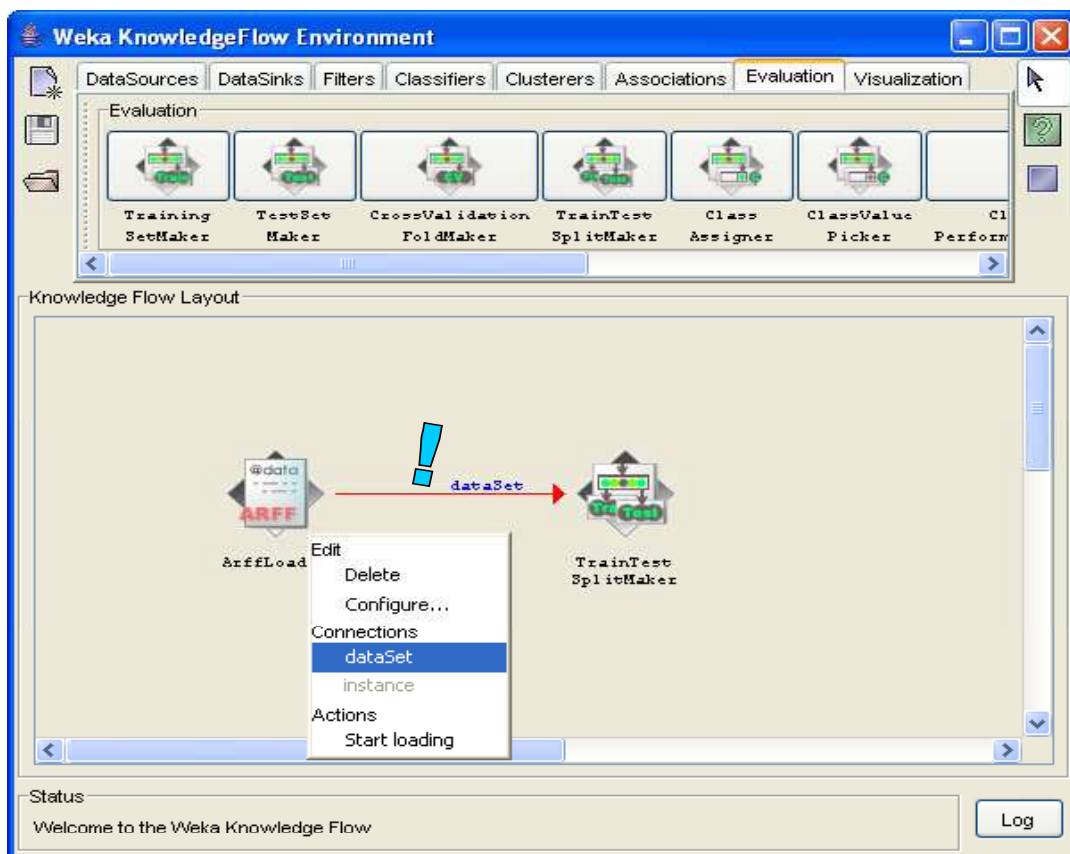 Weka KnowledgeFlow Environment
DataSources DataSinks Filters Classifiers Clusterers Associations Evaluation Visualization
Evaluation
Training SetMaker
TestSet Maker
CrossValidation FoldMaker
TrainTest SplitMaker
Class Assigner
ClassValue Picker
Cl
Perform
Knowledge Flow Layout
@data
ARFF
dataSet
ArffLoad
TrainTest
SplitMaker
Edit
Delete
Configure...
Connections
dataSet
instance
Actions
Start loading
Status
Welcome to the Weka Knowledge Flow
Log